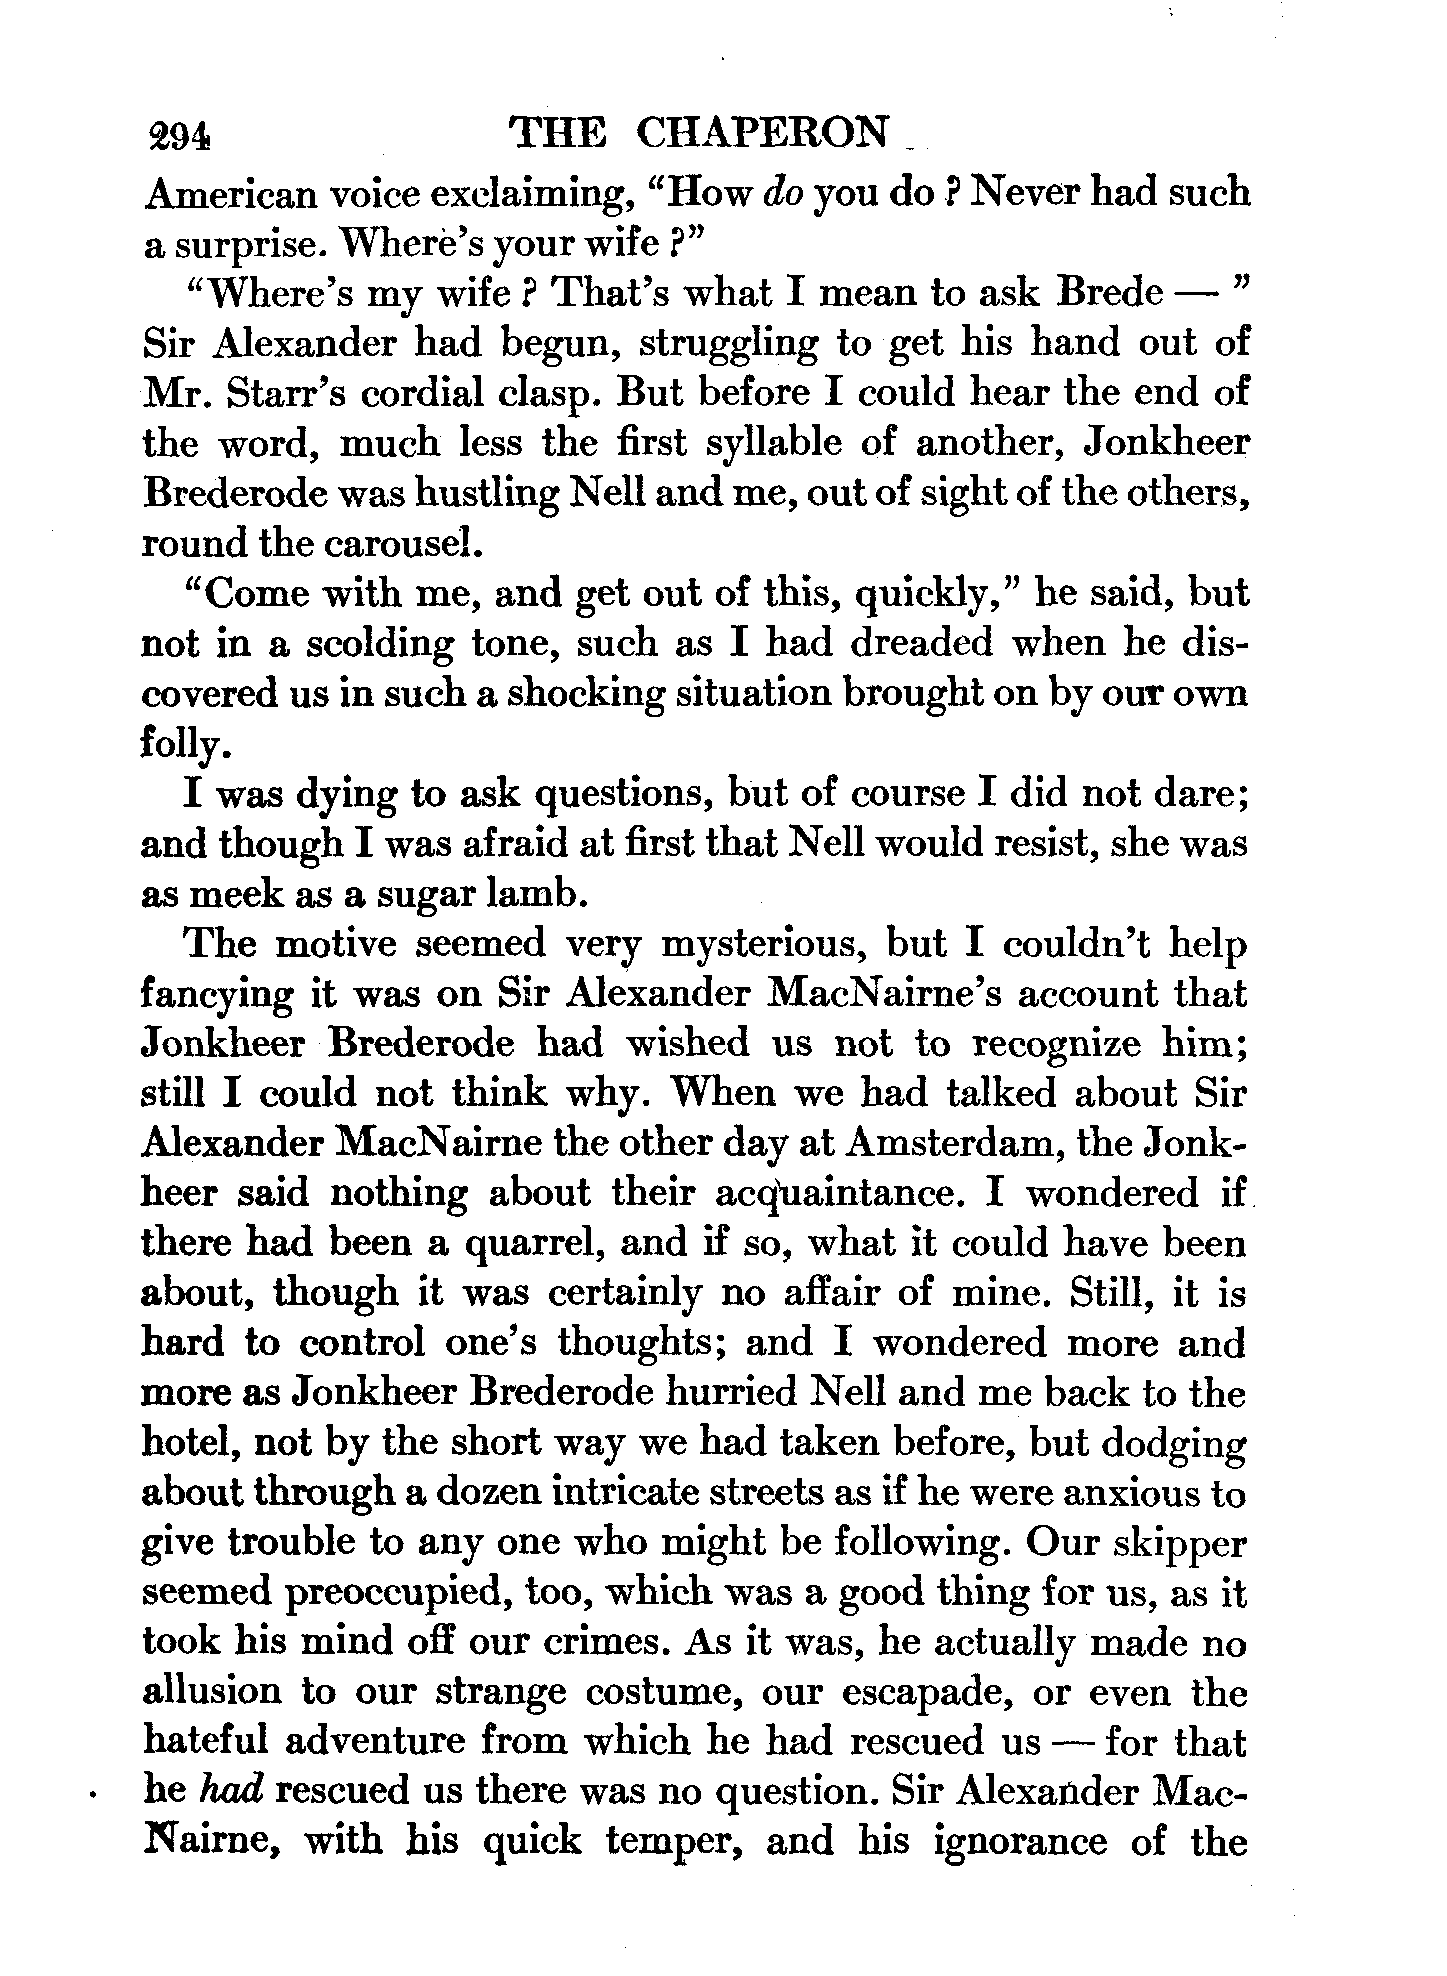 294 THE CHAPERON
American voice exclaiming, “How do you do? Never had such
a surprise. Where’s your wife?”
“Where’s my wife? That’s what I mean to ask Brede — ”
Sir Alexander had begun, struggling to get his hand out of
Mr. Starr’s cordial clasp. But before I could hear the end of
the word, much less the first syllable of another, Jonkheer
Brederode was hustling Nell and me, out of sight of the others,
round the carousel.
“Come with me, and get out of this, quickly,” he said, but
not in a scolding tone, such as I had dreaded when he dis-
covered us in such a shocking situation brought on by our own
folly.
I was dying to ask questions, but of course I did not dare;
and though I was afraid at first that Nell would resist, she was
as meek as a sugar lamb.
The motive seemed very mysterious, but I couldn’t help
fancying it was on Sir Alexander MacNairne’s account that
Jonkheer Brederode had wished us not to recognize him;
still I could not think why. When we had talked about Sir
Alexander MacNairne the other day at Amsterdam, the Jonk-
heer said nothing about their acquaintance. I wondered if
there had been a quarrel, and if so, what it could have been
about, though it was certainly no affair of mine. Still, it is
hard to control one’s thoughts; and I wondered more and
more as Jonkheer Brederode hurried Nell and me back to the
hotel, not by the short way we had taken before, but dodging
about through a dozen intricate streets as if he were anxious to
give trouble to any one who might be following. Our skipper
seemed preoccupied, too, which was a good thing for us, as it
took his mind off our crimes. As it was, he actually made no
allusion to our strange costume, our escapade, or even the
hateful adventure from which he had rescued us — for that
he had rescued us there was no question. Sir Alexander Mac-
Nairne, with his quick temper, and his ignorance of the